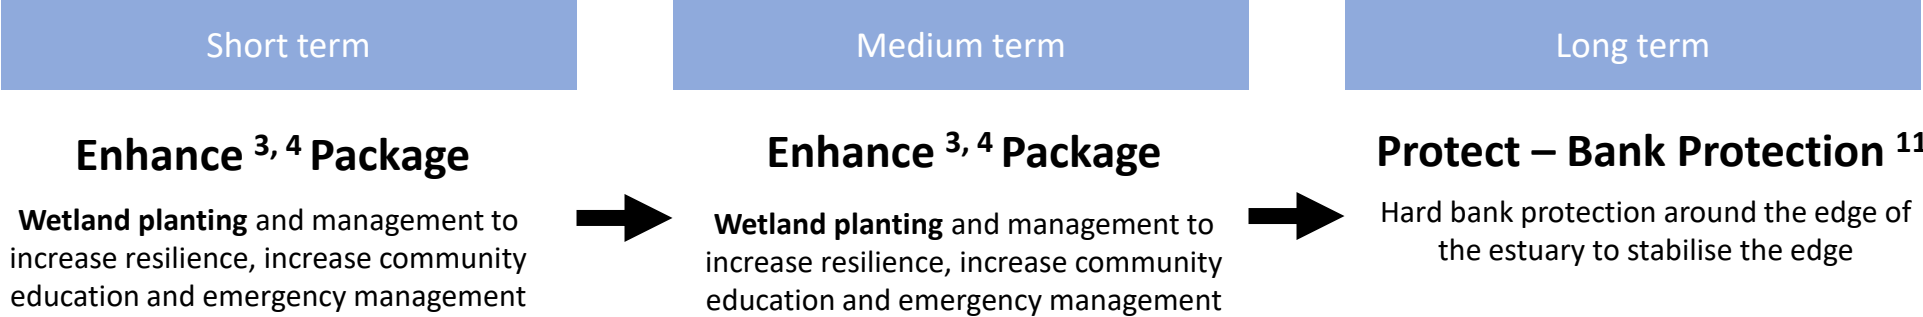 Short term
Enhance 3, 4 Package
Wetland planting and management to
increase resilience, increase community
education and emergency management
Medium term
Enhance 3, 4 Package
Wetland planting and management to
increase resilience, increase community
education and emergency management
Long term
Protect – Bank Protection 11
Hard bank protection around the edge of
the estuary to stabilise the edge